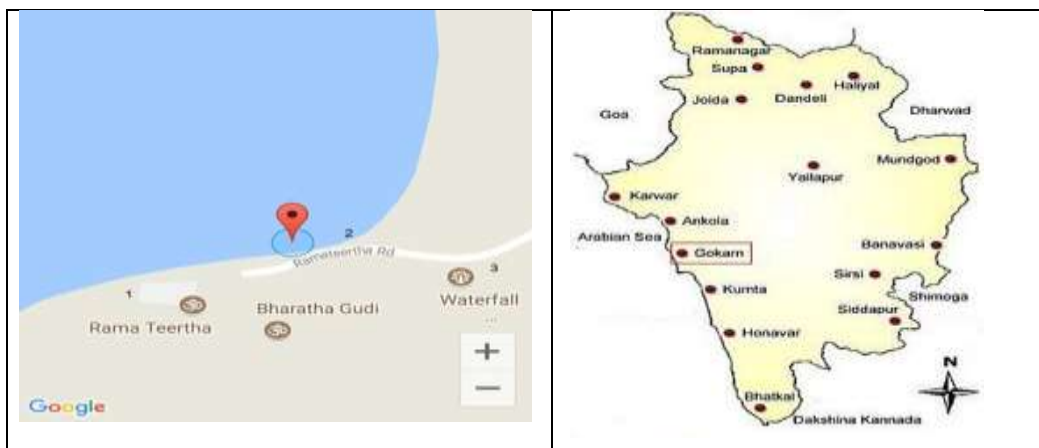 2
Ramateertha Rd
3
1
Waterfall
...
Bharatha Gudi
Rama Teertha
+
−
Google
Ramanagar
Supa
Haliyal
Joida
Dandeli
Goa
Dharwad
Mundgod
Yallapur
Karwar
Ankola
Arabian Sea
Banavasi
Gokarn
Sirsi
Kumta
Shimoga
Siddapur
Honavar
N
Bhatkal
Dakshina Kannada